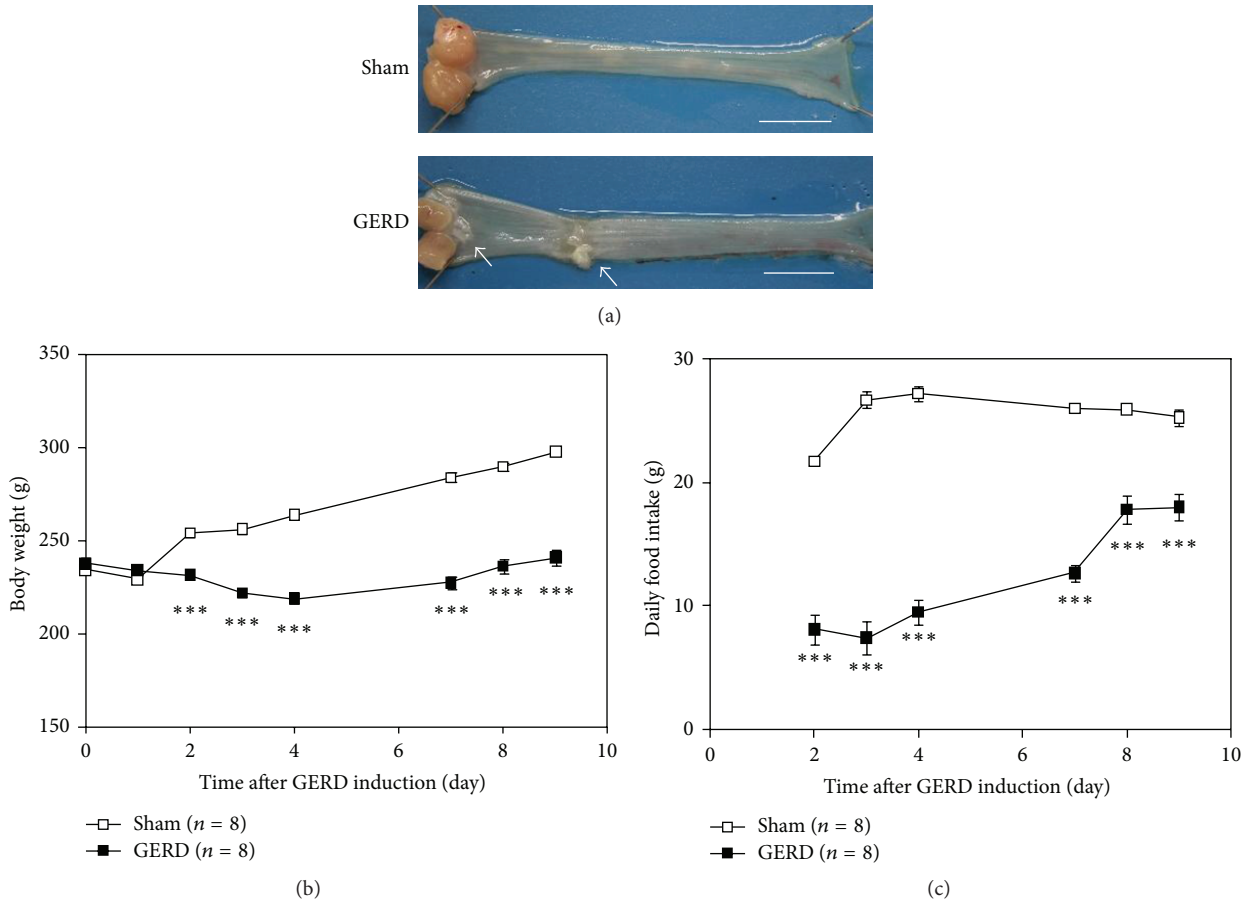 Sham
GERD
(a)
350
300
250
200
150
Body weight (g)
***
***
***
***
***
***
0
2
4
6
8
10
Time after GERD induction (day)
Sham (n = 8)
GERD (n = 8)
(b)
30
20
10
0
Daily food intake (g)
***
***
***
***
***
***
0
2
4
6
8
10
Time after GERD induction (day)
Sham (n = 8)
GERD (n = 8)
(c)